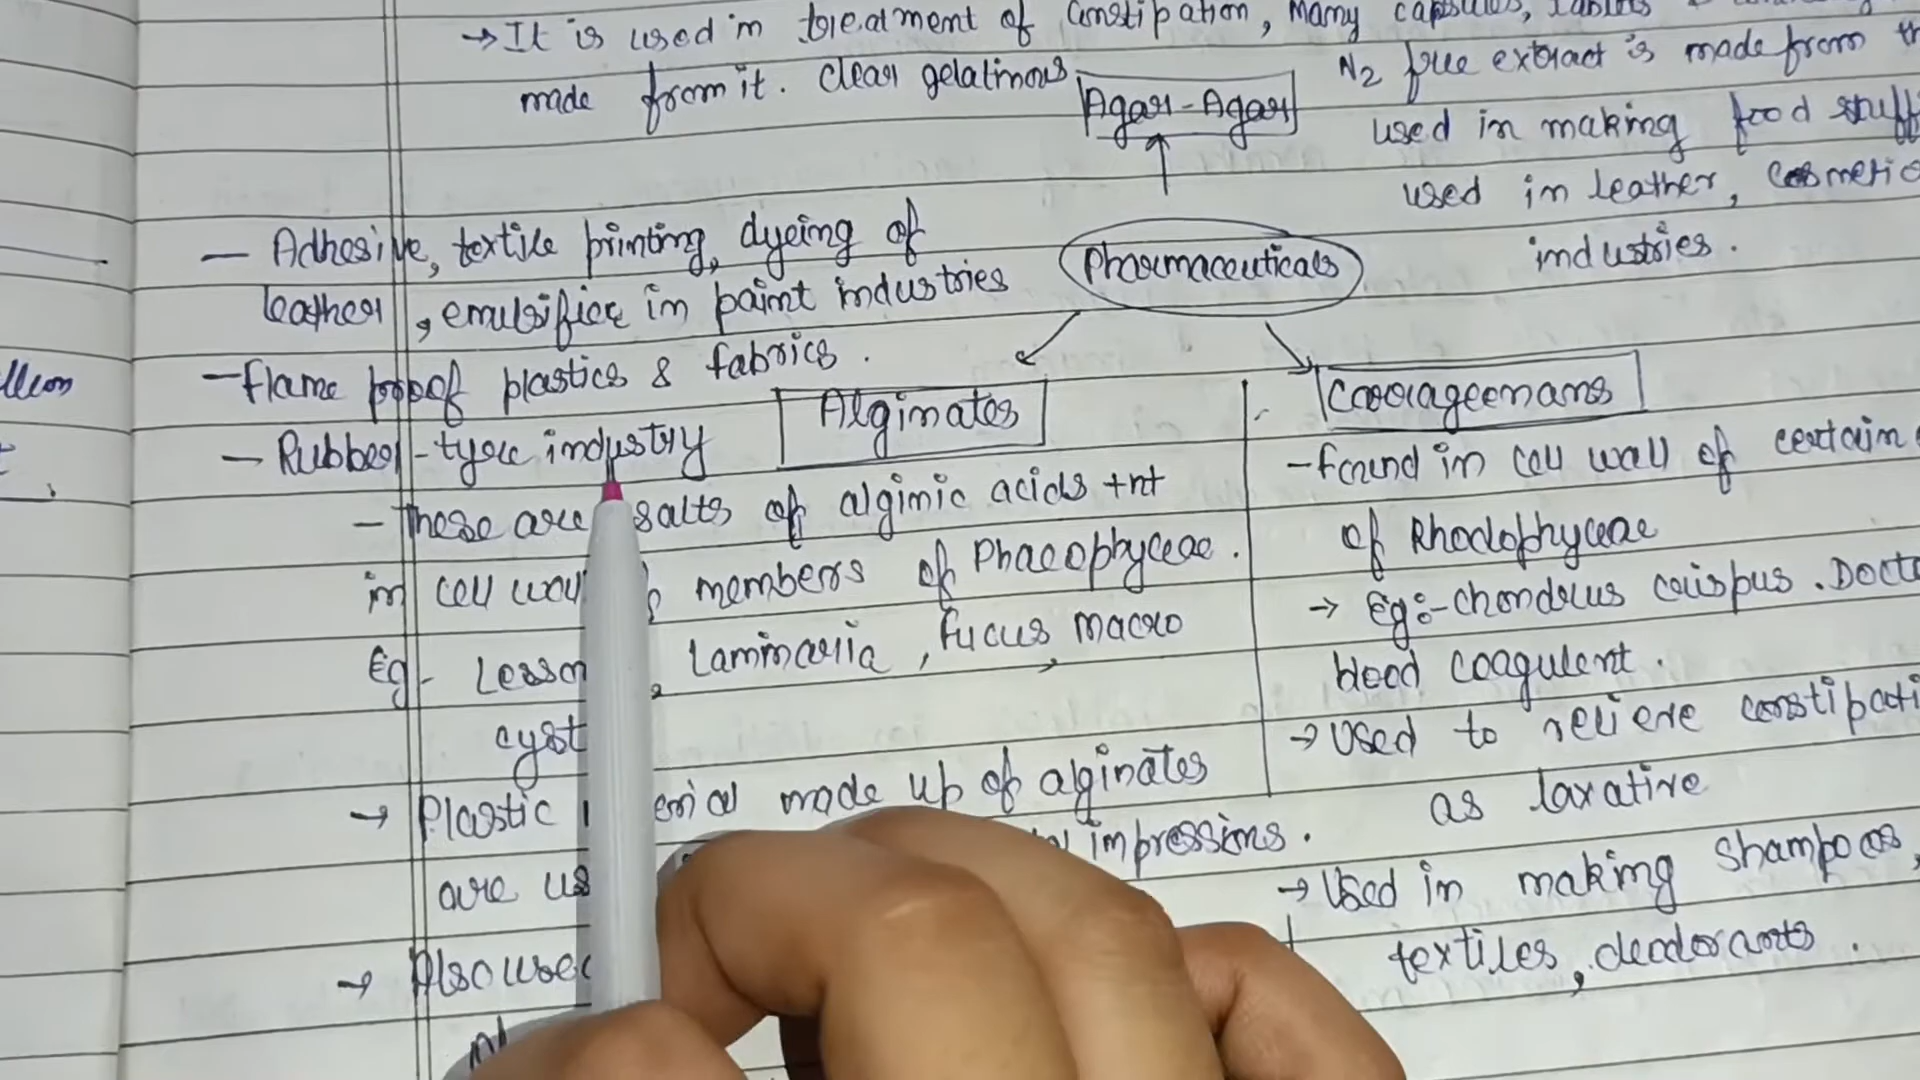 → It is used in treatment of constipation, many capsules, tablets
made from it. Clear gelatinous
Agar-Agar
N2 free extract is made from
used in making food stuff
used in leather, cosmetic
industries.
Pharmaceuticals
— Adhesive, textile printing, dyeing of
leather, emulsifier in paint industries
- flame proof plastics & fabrics.
- Rubber-tyre industry
Alginates
- These are salts of alginic acids +nt
in cell members of Phaeophyceae.
Eg- Laminaria, Fucus, macro
cyst
→ Plastic made up of alginates
are impressions.
→ Also used
Carrageenans
- found in cell wall of certain
of Rhodophyceae
→ Eg:- chondrus crispus.
blood coagulent.
→ Used to relieve
as laxative
→ Used in making shampoos,
textiles, deodorants.